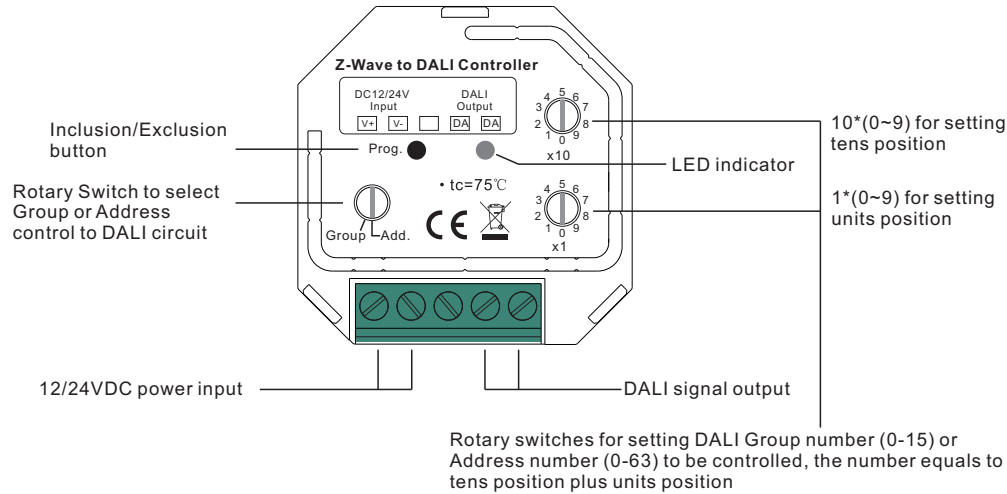 Z-Wave to DALI Controller
DC12/24V
Input
DALI
Output
V+ V- DA DA
Prog.
4 5 6
3 7
2 8
1 0 9
x10
• tc=75℃
4 5 6
3 7
2 8
1 0 9
x1
Group Add.
CE
Inclusion/Exclusion
button
Rotary Switch to select
Group or Address
control to DALI circuit
LED indicator
10*(0~9) for setting
tens position
1*(0~9) for setting
units position
12/24VDC power input
DALI signal output
Rotary switches for setting DALI Group number (0-15) or
Address number (0-63) to be controlled, the number equals to
tens position plus units position